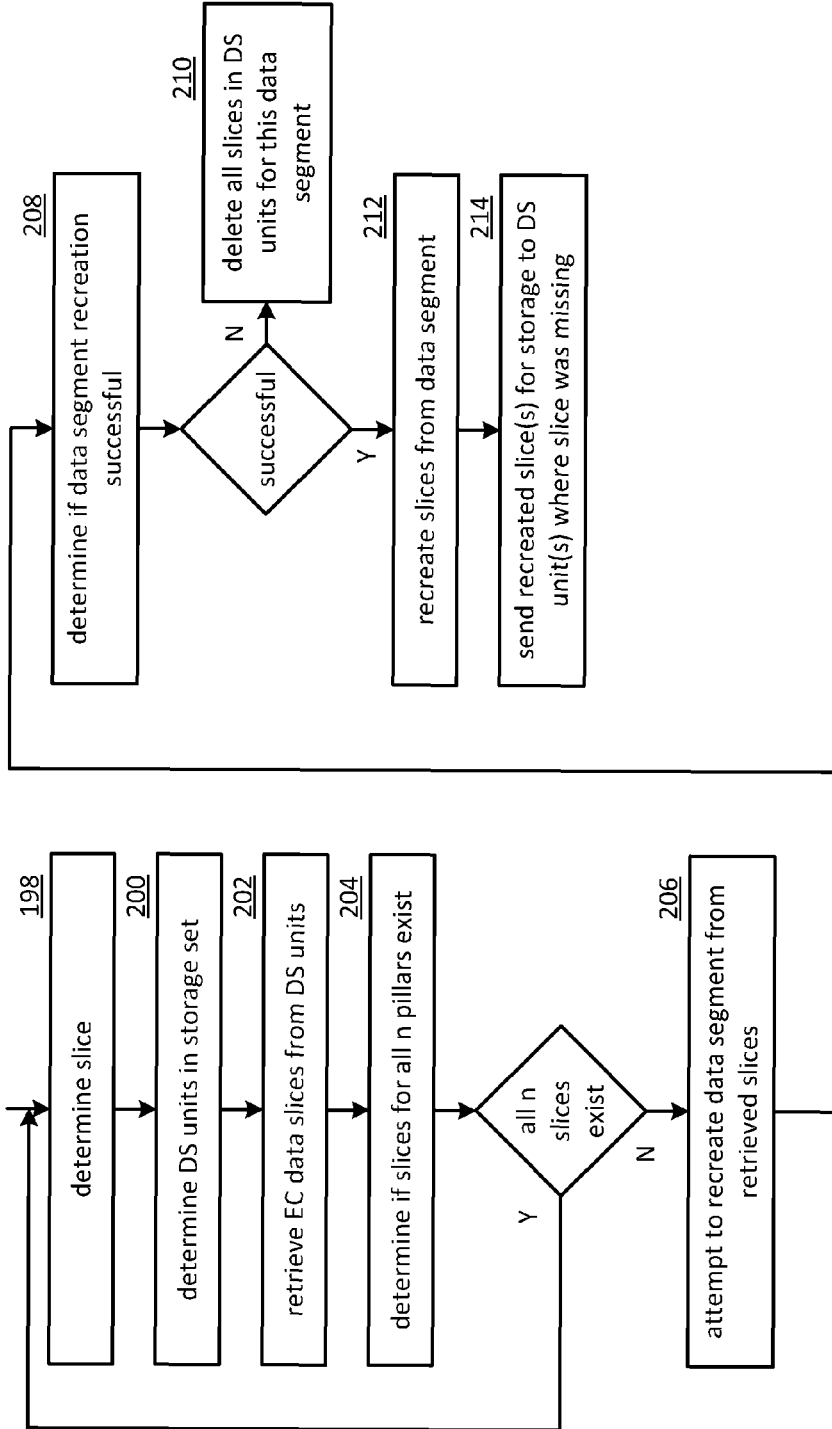 198
determine slice
200
determine DS units in storage set
202
retrieve EC data slices from DS units
204
determine if slices for all n pillars exist
all n
slices
exist
Y
N
206
attempt to recreate data segment from
retrieved slices
208
determine if data segment recreation
successful
successful
N
Y
210
delete all slices in DS
units for this data
segment
212
recreate slices from data segment
214
send recreated slice(s) for storage to DS
unit(s) where slice was missing